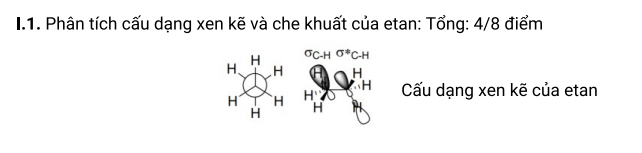 I.1. Phân tích cấu dạng xen kẽ và che khuất của etan: Tổng: 4/8 điểm
σC-H σ*C-H
H H H
H H H
H H H
H H H
Cấu dạng xen kẽ của etan